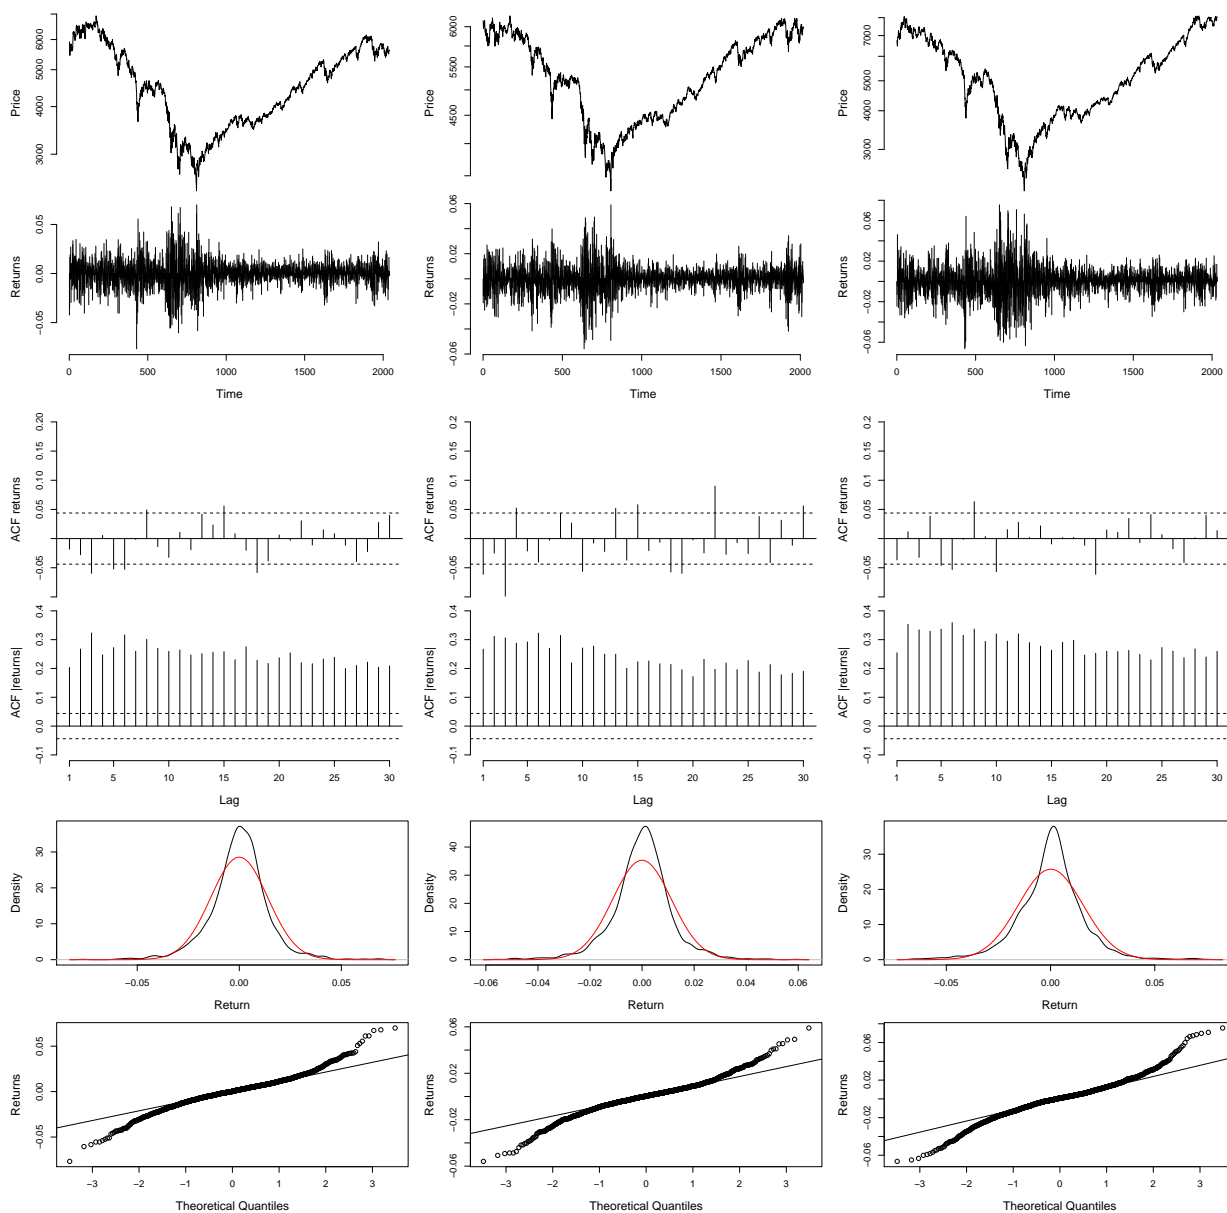 Price
3000 4000 5000 6000
Price
4500 5500 6000
Price
3000 4000 5000 7000
Returns
−0.05 0.00 0.05
Returns
−0.06 −0.02 0.02 0.06
Returns
−0.06 −0.02 0.02 0.06
0 500 1000 1500 2000
0 500 1000 1500 2000
0 500 1000 1500 2000
Time
Time
Time
ACF returns
−0.05 0.05 0.10 0.15 0.20
ACF returns
−0.05 0.05 0.1 0.15 0.2
ACF returns
−0.05 0.05 0.1 0.15 0.2
ACF |returns|
−0.1 0.0 0.1 0.2 0.3 0.4
ACF |returns|
−0.1 0.0 0.1 0.2 0.3 0.4
ACF |returns|
−0.1 0.0 0.1 0.2 0.3 0.4
1 5 10 15 20 25 30
1 5 10 15 20 25 30
1 5 10 15 20 25 30
Lag
Lag
Lag
Density
0 10 20 30
Density
0 10 20 30 40
Density
0 10 20 30
−0.05 0.00 0.05
−0.06 −0.04 −0.02 0.00 0.02 0.04 0.06
−0.05 0.00 0.05
Return
Return
Return
Returns
−0.05 0.00 0.05
Returns
−0.06 −0.02 0.02 0.06
Returns
−0.06 −0.02 0.02 0.06
−3 −2 −1 0 1 2 3
−3 −2 −1 0 1 2 3
−3 −2 −1 0 1 2 3
Theoretical Quantiles
Theoretical Quantiles
Theoretical Quantiles